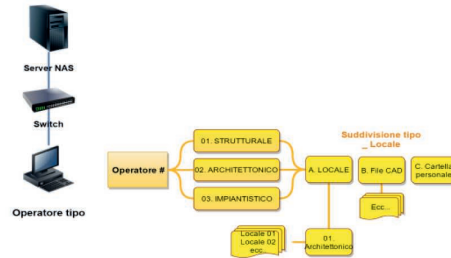 Server NAS
Switch
Operatore tipo
Operatore #
01. STRUTTURALE
02. ARCHITETTONICO
03. IMPIANTISTICO
Suddivisione tipo
_ Locale
A. LOCALE
B. File CAD
C. Cartella
personale
Ecc...
01.
Architettonico
Locale 01
Locale 02
ecc..